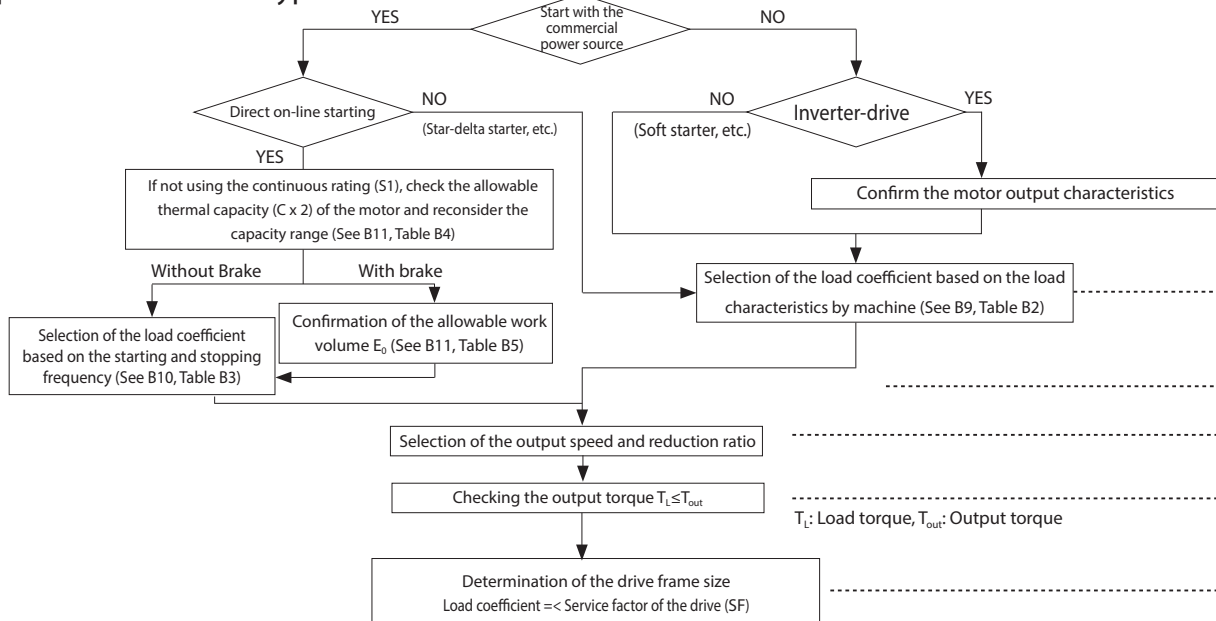 Start with the
commercial
power source
YES
NO
Direct on-line starting
NO
(Star-delta starter, etc.)
YES
Inverter-drive
NO
(Soft starter, etc.)
YES
If not using the continuous rating (S1), check the allowable
thermal capacity (C x 2) of the motor and reconsider the
capacity range (See B11, Table B4)
Confirm the motor output characteristics
Without Brake
With brake
Selection of the load coefficient based on the load
characteristics by machine (See B9, Table B2)
Selection of the load coefficient
based on the starting and stopping
frequency (See B10, Table B3)
Confirmation of the allowable work
volume E₀ (See B11, Table B5)
Selection of the output speed and reduction ratio
Checking the output torque T_L≤T_out
T_L: Load torque, T_out: Output torque
Determination of the drive frame size
Load coefficient =< Service factor of the drive (SF)